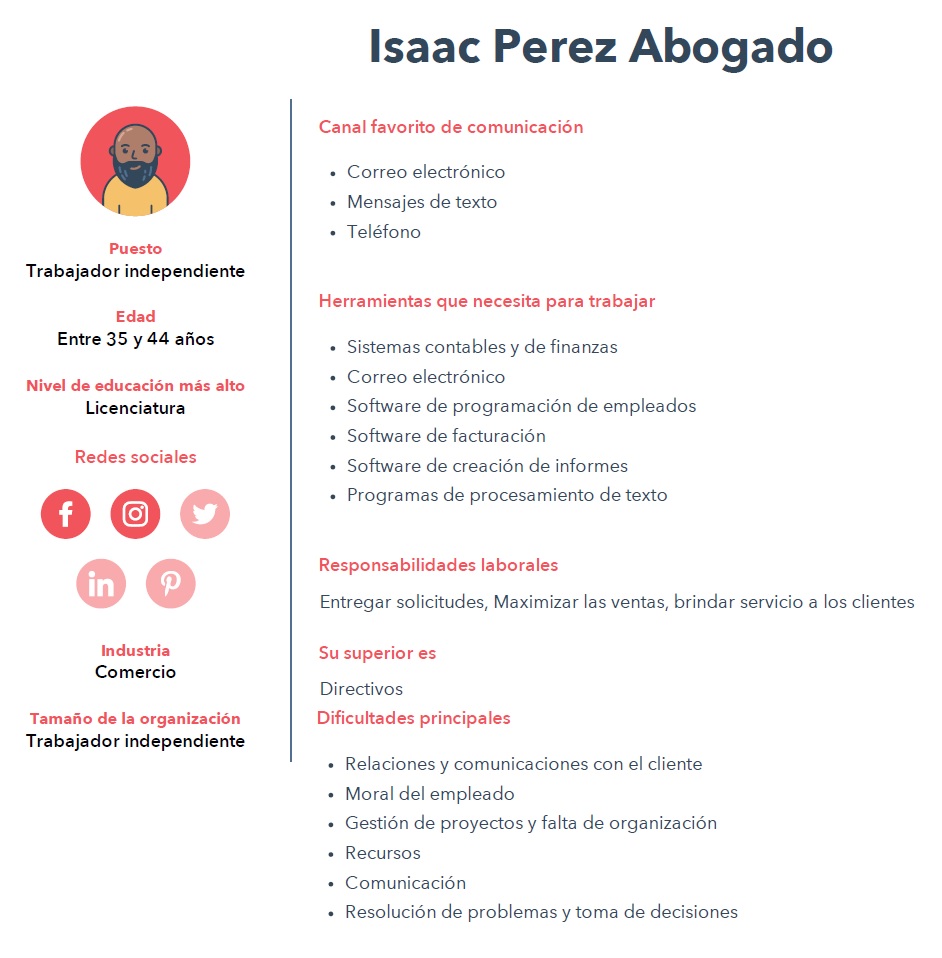 Isaac Perez Abogado
Puesto
Trabajador independiente
Edad
Entre 35 y 44 años
Nivel de educación más alto
Licenciatura
Redes sociales
Industria
Comercio
Tamaño de la organización
Trabajador independiente
Canal favorito de comunicación
• Correo electrónico
• Mensajes de texto
• Teléfono
Herramientas que necesita para trabajar
• Sistemas contables y de finanzas
• Correo electrónico
• Software de programación de empleados
• Software de facturación
• Software de creación de informes
• Programas de procesamiento de texto
Responsabilidades laborales
Entregar solicitudes, Maximizar las ventas, brindar servicio a los clientes
Su superior es
Directivos
Dificultades principales
• Relaciones y comunicaciones con el cliente
• Moral del empleado
• Gestión de proyectos y falta de organización
• Recursos
• Comunicación
• Resolución de problemas y toma de decisiones